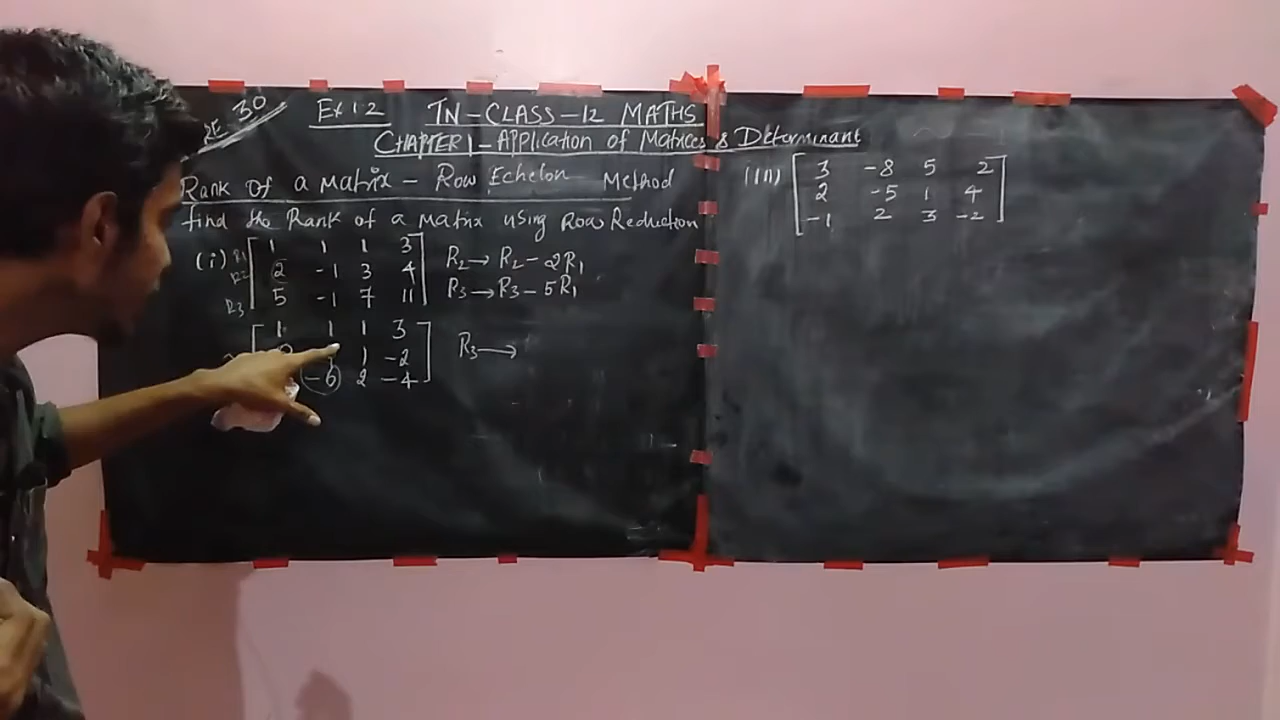 30
Ex 1.2 TN-CLASS-12 MATHS
CHAPTER 1 - Application of Matrices & Determinant
Rank of a Matrix - Row Echelon Method
find the Rank of a Matrix using Row Reduction
(i) R1 1 1 1 3
R2 2 -1 3 4 R2 → R2 - 2R1
R3 5 -1 7 11 R3 → R3 - 5R1
~ 1 1 1 3
1 -2 R3 →
-6 2 -4
(iii) 3 -8 5 2
2 -5 1 4
-1 2 3 -2